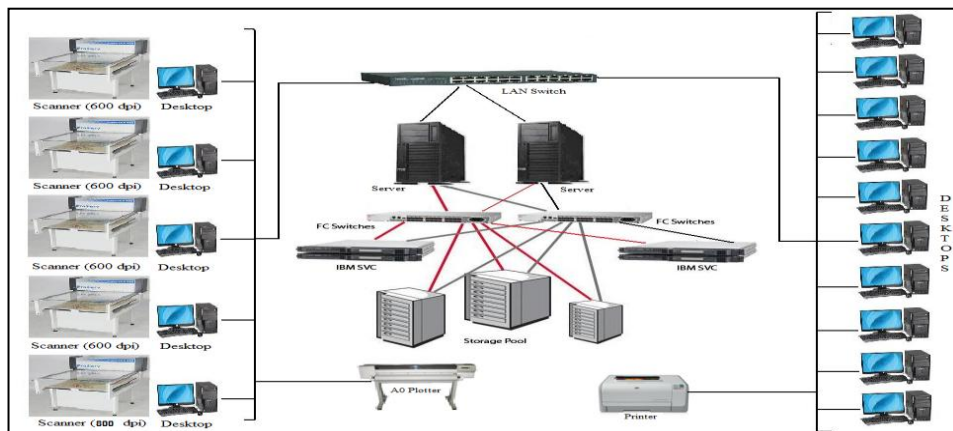 Scanner (600 dpi) Desktop
Scanner (600 dpi) Desktop
Scanner (600 dpi) Desktop
Scanner (600 dpi) Desktop
Scanner (800 dpi) Desktop
LAN Switch
Server
Server
FC Switches
FC Switches
IBM SVC
IBM SVC
Storage Pool
A0 Plotter
Printer
DESKTOPS